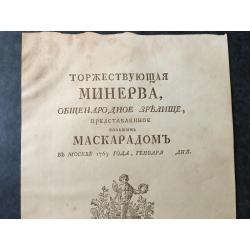 ТОРЖЕСТВУЮЩАЯ
МИНЕРВА,
ОБЩЕНАРОДНОЕ ЗРѢЛИЩЕ,
ПРЕДСТАВЛЕННОЕ
БОЛЬШИМЪ
МАСКАРАДОМЪ
ВЪ МОСКВѢ 1763 ГОДА, ГЕНВАРЯ ДНЯ.